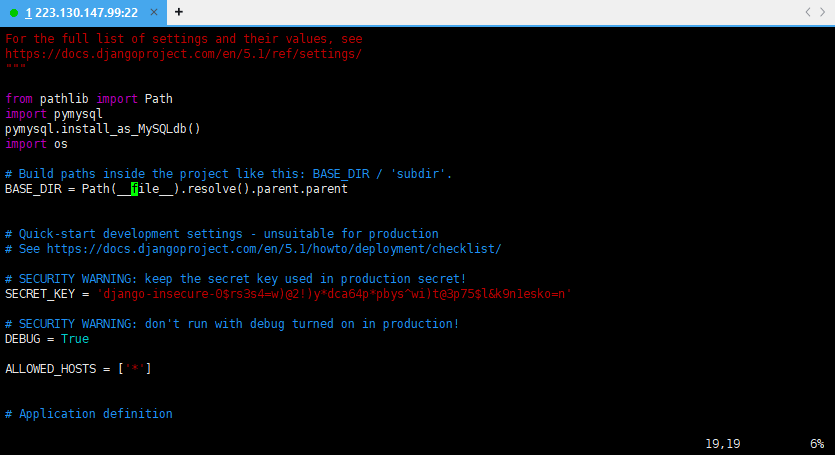 1 223.130.147.99:22 × +
For the full list of settings and their values, see
https://docs.djangoproject.com/en/5.1/ref/settings/
"""
from pathlib import Path
import pymysql
pymysql.install_as_MySQLdb()
import os
# Build paths inside the project like this: BASE_DIR / 'subdir'.
BASE_DIR = Path(__file__).resolve().parent.parent
# Quick-start development settings - unsuitable for production
# See https://docs.djangoproject.com/en/5.1/howto/deployment/checklist/
# SECURITY WARNING: keep the secret key used in production secret!
SECRET_KEY = 'django-insecure-0$rs3s4=w)@2!)y*dca64p*pbys^wi)t@3p75$l&k9n1esko=n'
# SECURITY WARNING: don't run with debug turned on in production!
DEBUG = True
ALLOWED_HOSTS = ['*']
# Application definition
19,19 6%